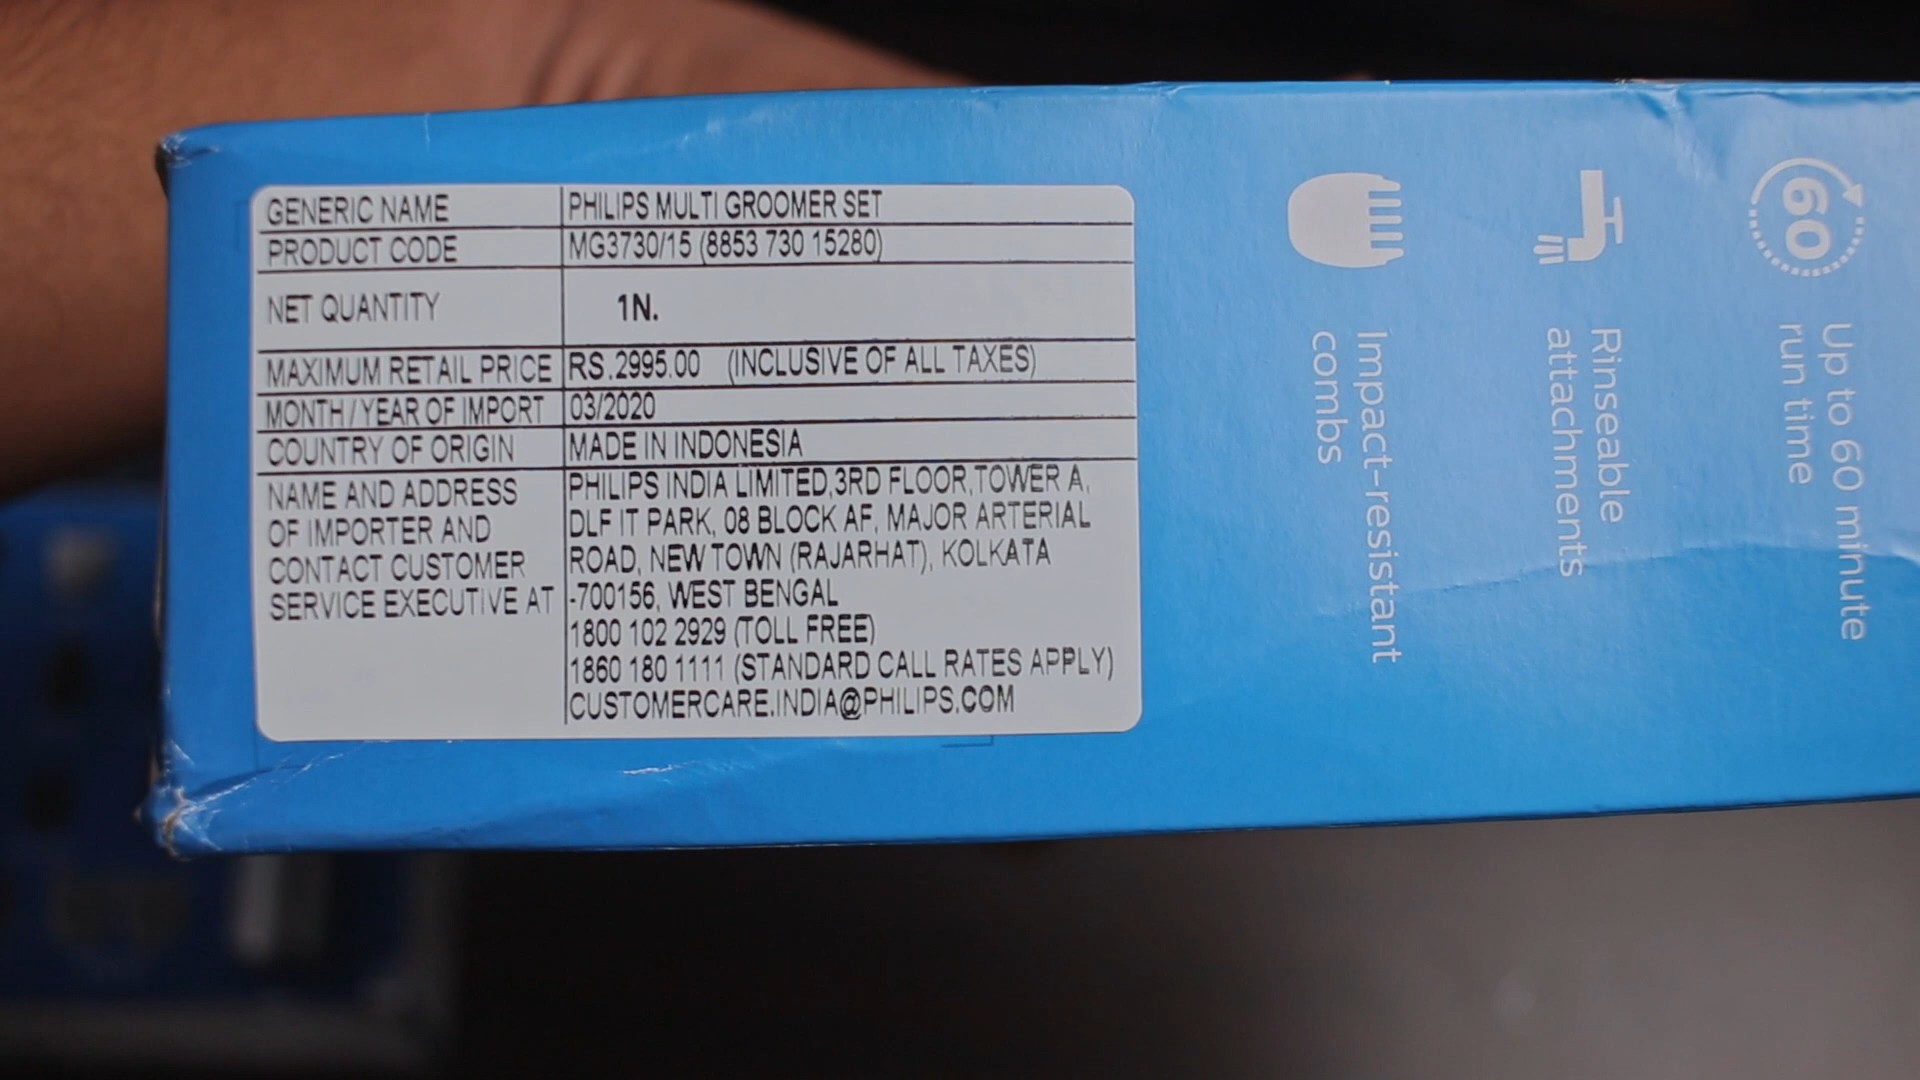 GENERIC NAME PHILIPS MULTI GROOMER SET
PRODUCT CODE MG3730/15 (8853 730 15280)
NET QUANTITY 1N.
MAXIMUM RETAIL PRICE RS.2995.00 (INCLUSIVE OF ALL TAXES)
MONTH/YEAR OF IMPORT 03/2020
COUNTRY OF ORIGIN MADE IN INDONESIA
NAME AND ADDRESS
OF IMPORTER AND
CONTACT CUSTOMER
SERVICE EXECUTIVE AT
PHILIPS INDIA LIMITED,3RD FLOOR,TOWER A,
DLF IT PARK, 08 BLOCK AF, MAJOR ARTERIAL
ROAD, NEW TOWN (RAJARHAT), KOLKATA
-700156, WEST BENGAL
1800 102 2929 (TOLL FREE)
1860 180 1111 (STANDARD CALL RATES APPLY)
CUSTOMERCARE.INDIA@PHILIPS.COM
60
Up to 60 minute
run time
Rinseable
attachments
Impact-resistant
combs